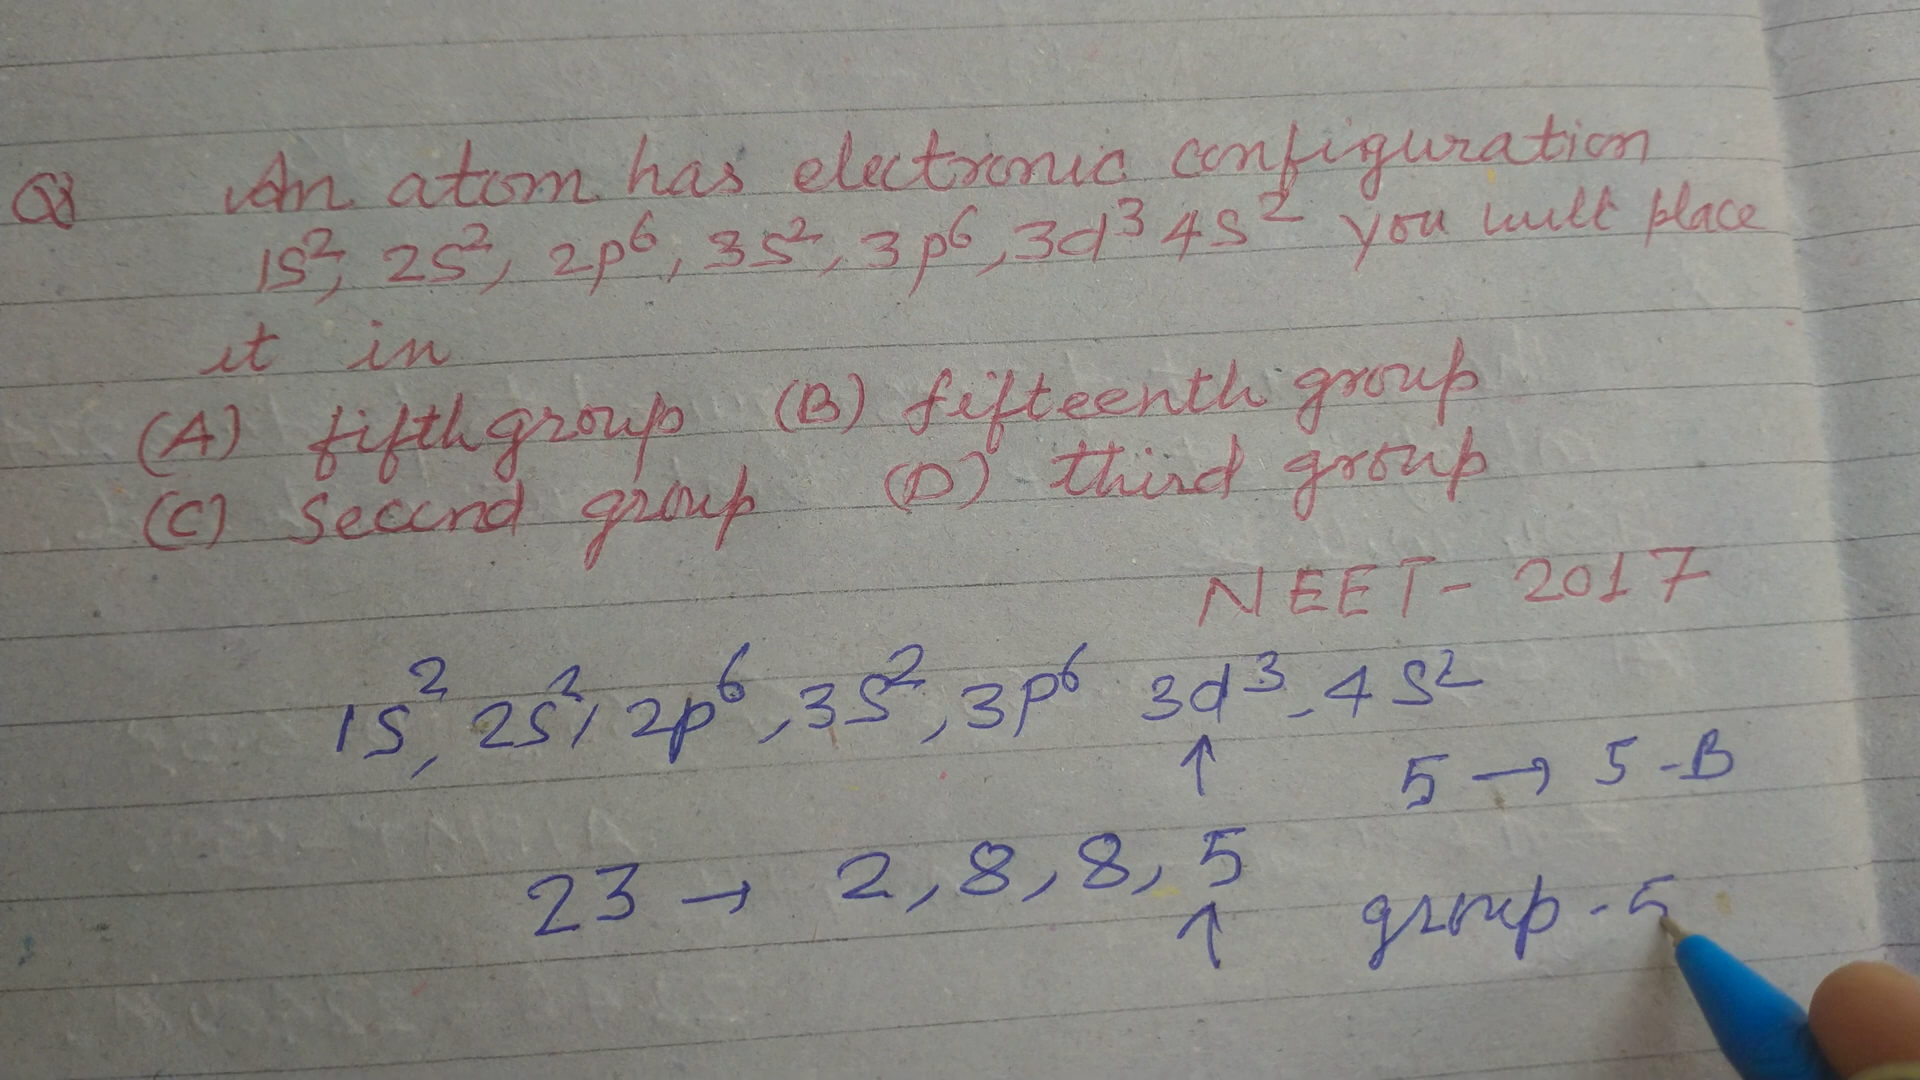 Q An atom has electronic configuration
1s², 2s², 2p⁶, 3s², 3p⁶, 3d³ 4s² you will place
it in
(A) fifth group (B) fifteenth group
(C) second group (D) third group
NEET - 2017
1s², 2s², 2p⁶, 3s², 3p⁶ 3d³, 4s²
↑ 5 → 5-B
23 → 2, 8, 8, 5
↑ group - 5